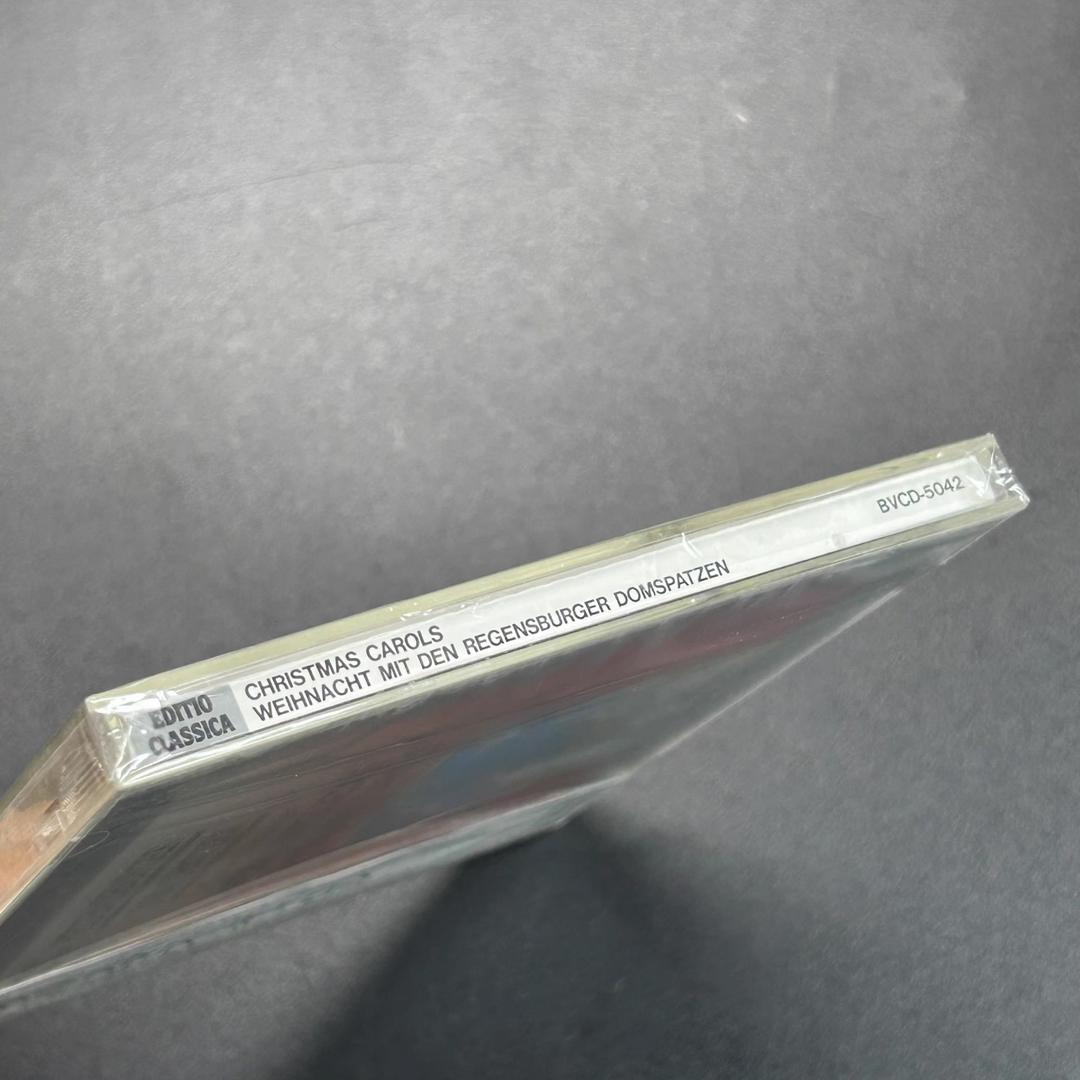 EDITIO
CLASSICA
CHRISTMAS CAROLS
WEIHNACHT MIT DEN REGENSBURGER DOMSPATZEN
BVCD-5042